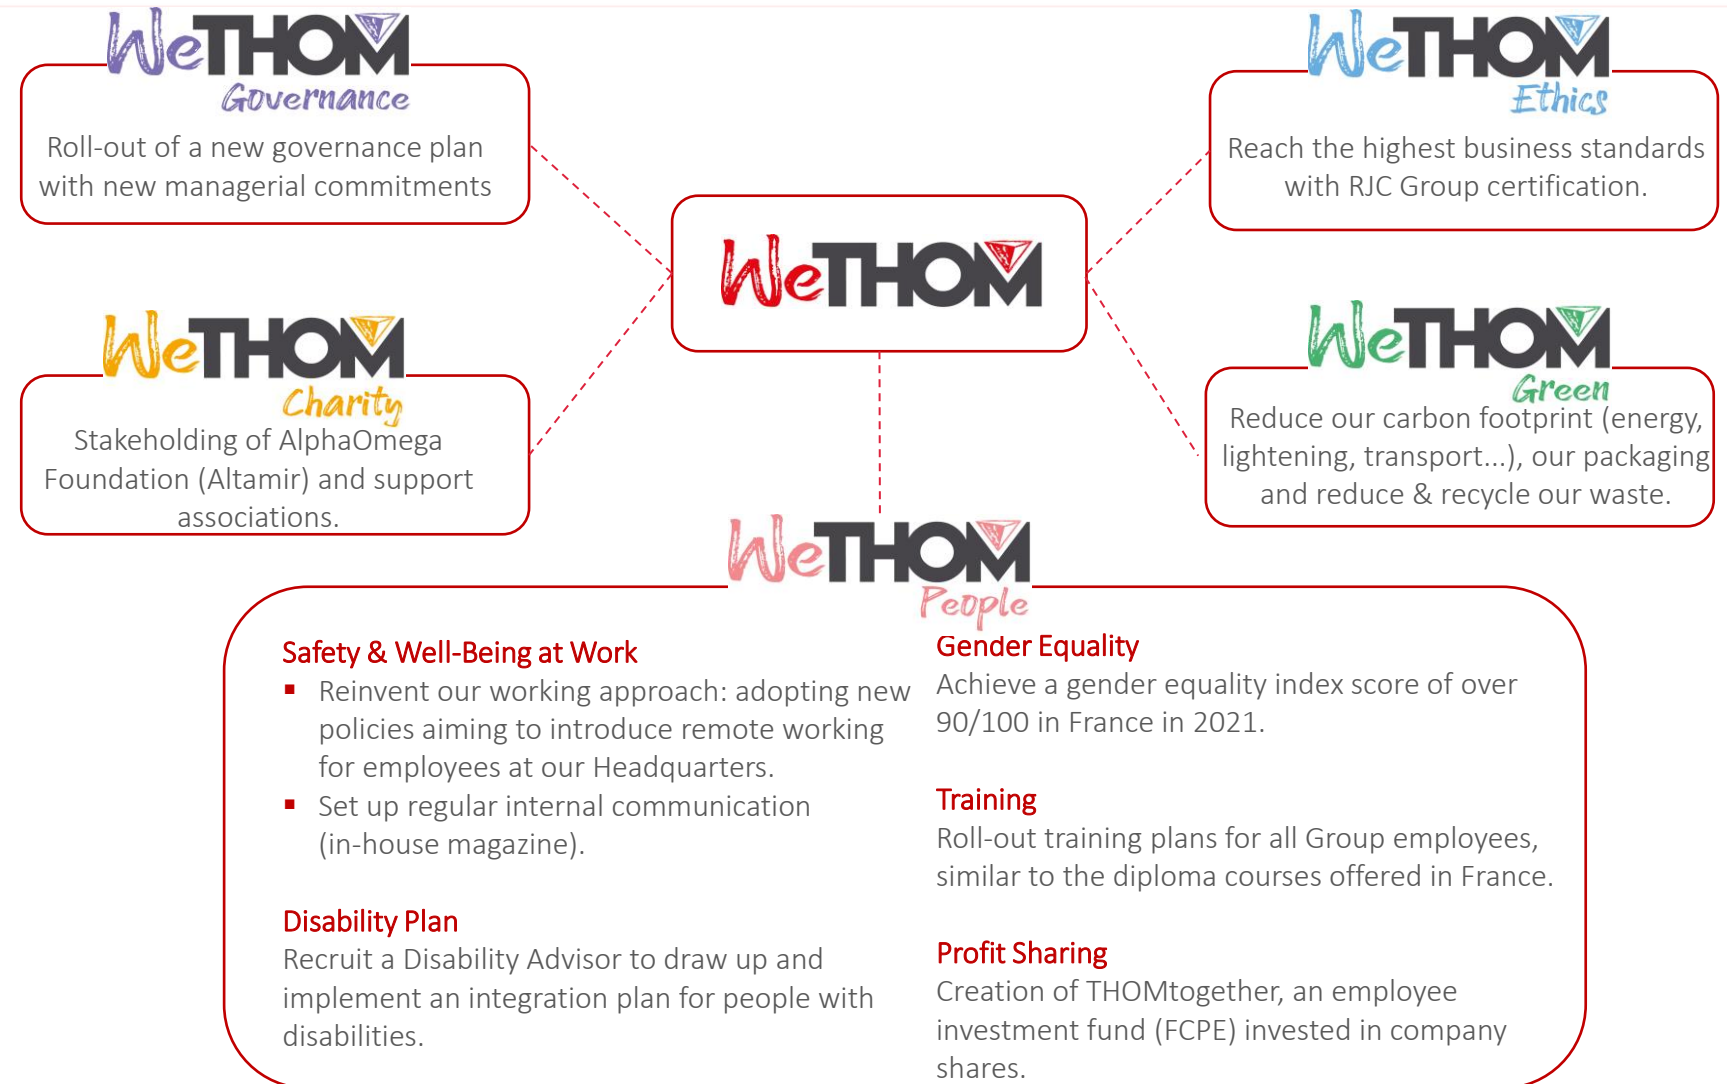 WeTHOM
Governance
Roll-out of a new governance plan
with new managerial commitments
WeTHOM
Ethics
Reach the highest business standards
with RJC Group certification.
WeTHOM
WeTHOM
Charity
Stakeholding of AlphaOmega
Foundation (Altamir) and support
associations.
WeTHOM
Green
Reduce our carbon footprint (energy,
lightening, transport...), our packaging
and reduce & recycle our waste.
WeTHOM
People
Safety & Well-Being at Work
▪ Reinvent our working approach: adopting new
policies aiming to introduce remote working
for employees at our Headquarters.
▪ Set up regular internal communication
(in-house magazine).
Disability Plan
Recruit a Disability Advisor to draw up and
implement an integration plan for people with
disabilities.
Gender Equality
Achieve a gender equality index score of over
90/100 in France in 2021.
Training
Roll-out training plans for all Group employees,
similar to the diploma courses offered in France.
Profit Sharing
Creation of THOMtogether, an employee
investment fund (FCPE) invested in company
shares.